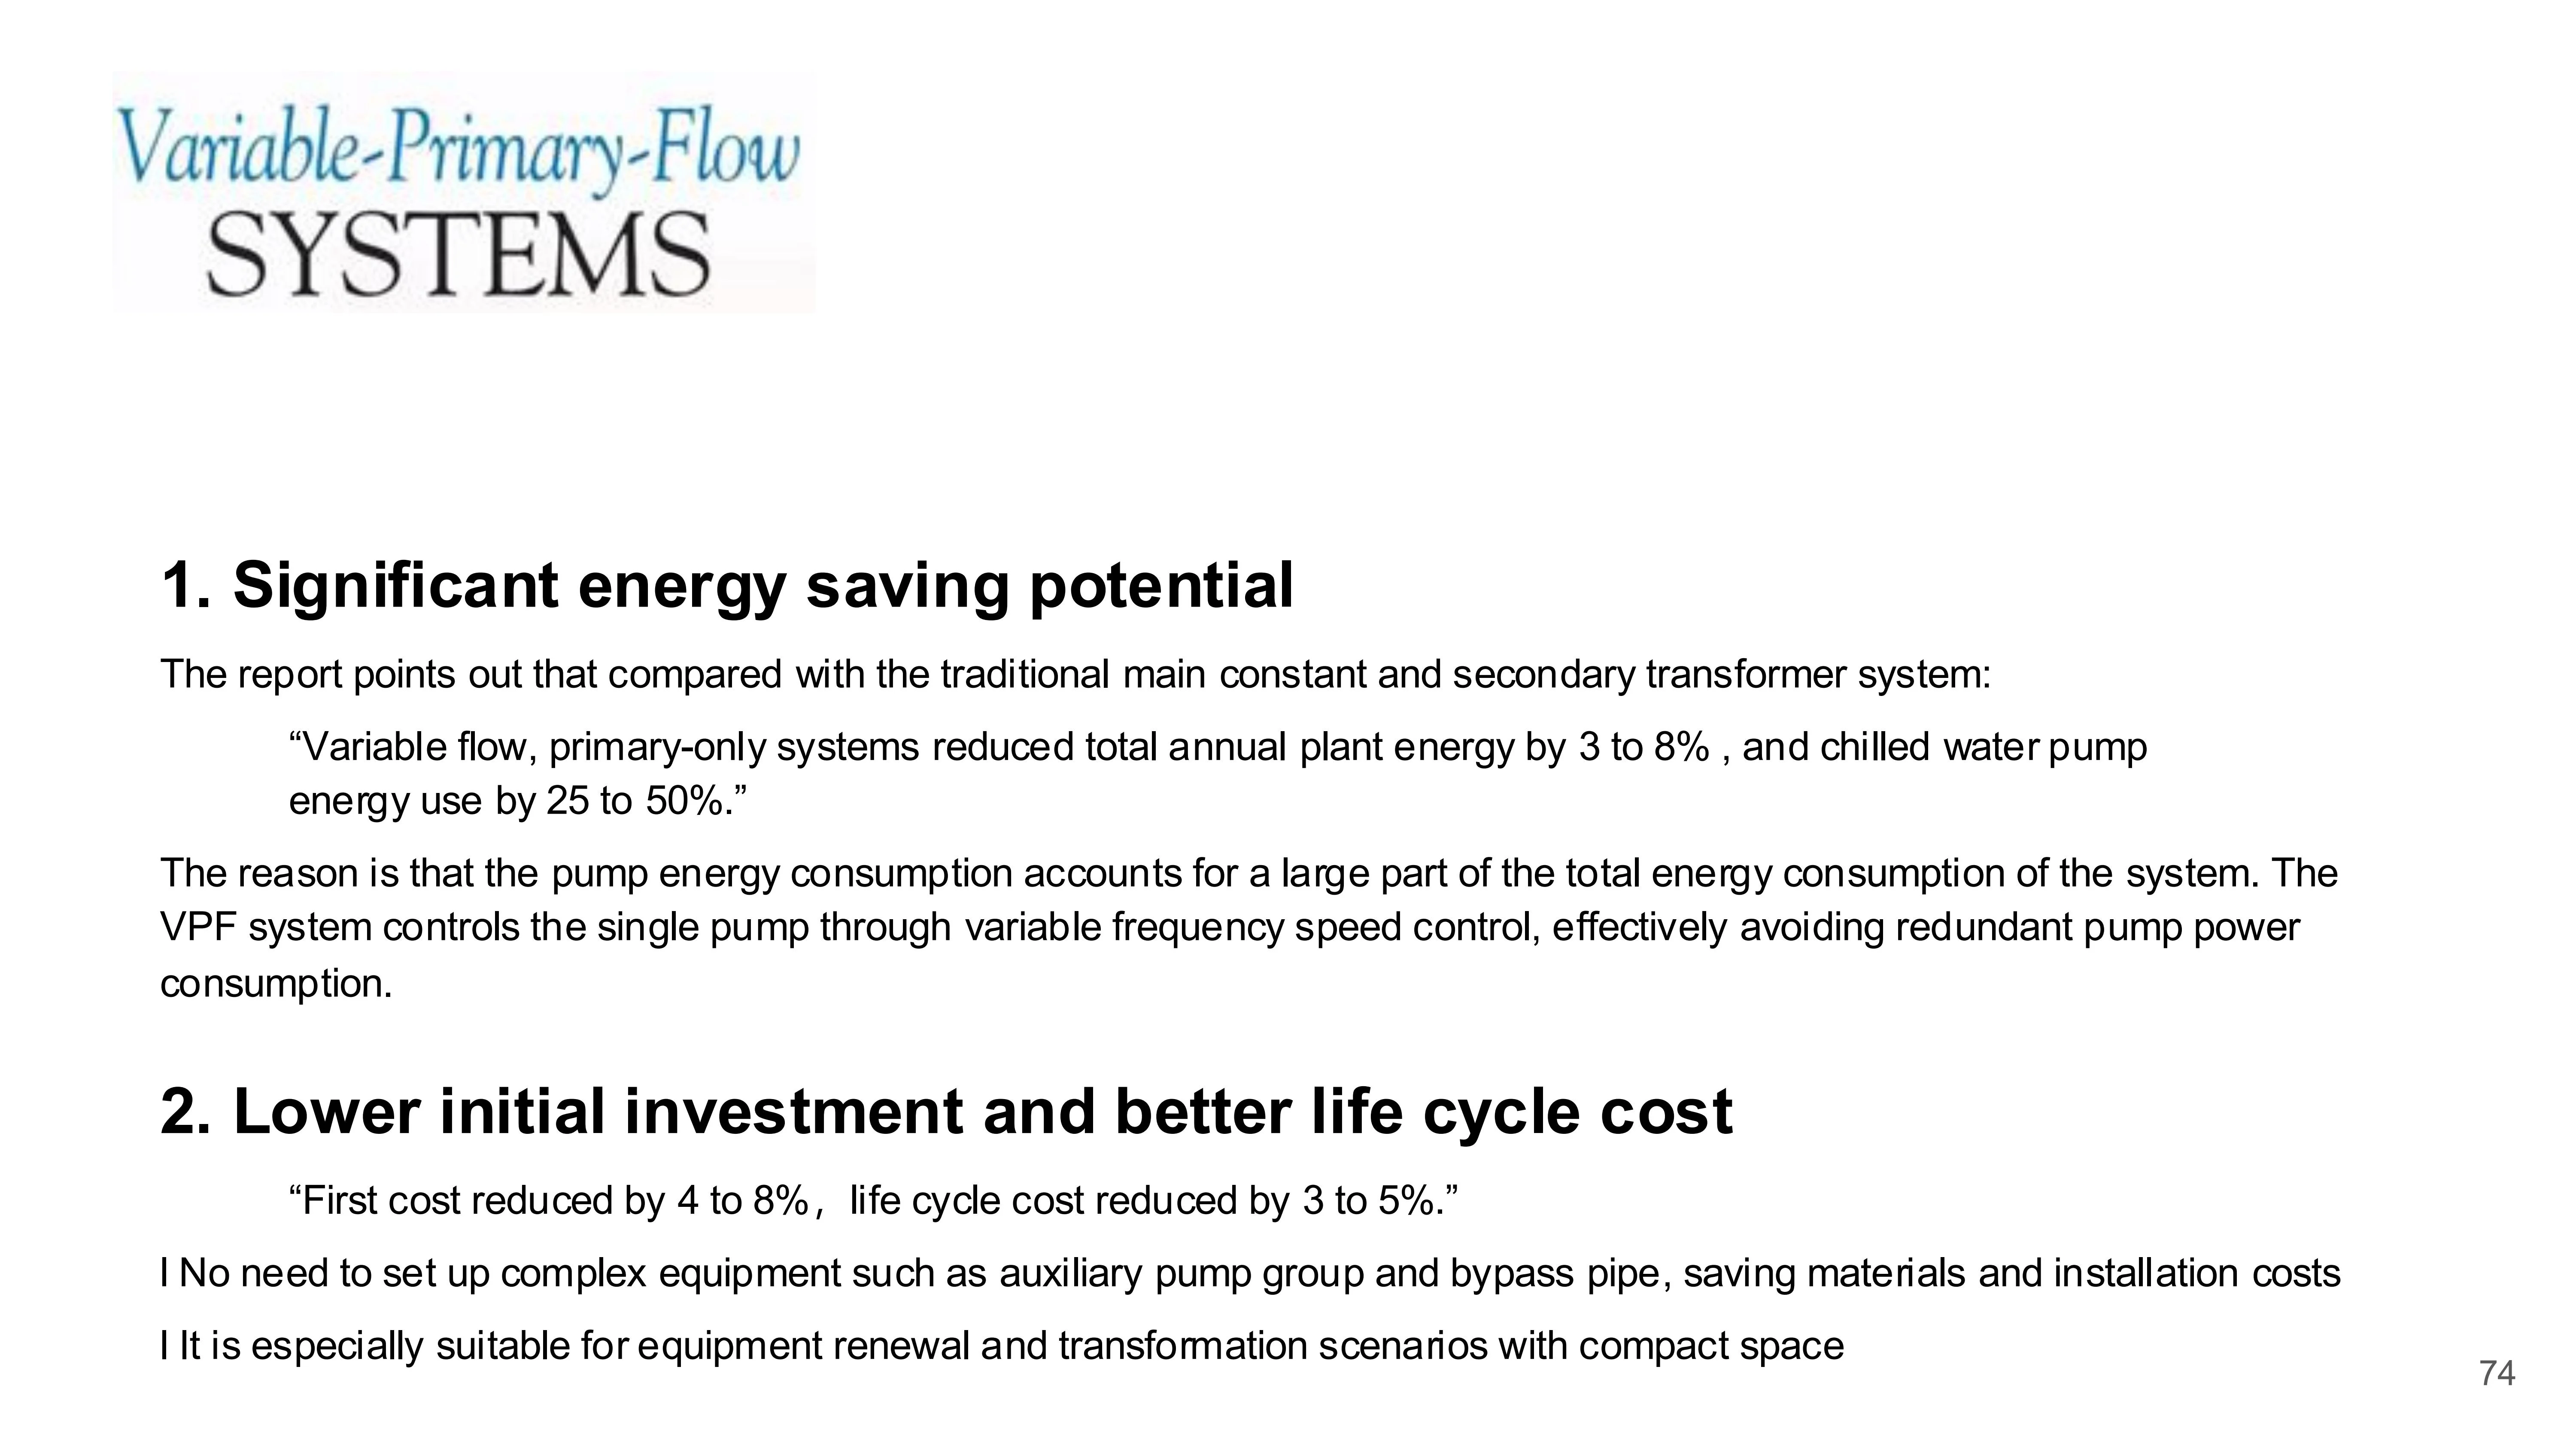 Variable-Primary-Flow
SYSTEMS
1. Significant energy saving potential
The report points out that compared with the traditional main constant and secondary transformer system:
“Variable flow, primary-only systems reduced total annual plant energy by 3 to 8% , and chilled water pump
energy use by 25 to 50%.”
The reason is that the pump energy consumption accounts for a large part of the total energy consumption of the system. The
VPF system controls the single pump through variable frequency speed control, effectively avoiding redundant pump power
consumption.
2. Lower initial investment and better life cycle cost
“First cost reduced by 4 to 8%，life cycle cost reduced by 3 to 5%.”
l No need to set up complex equipment such as auxiliary pump group and bypass pipe, saving materials and installation costs
l It is especially suitable for equipment renewal and transformation scenarios with compact space
74